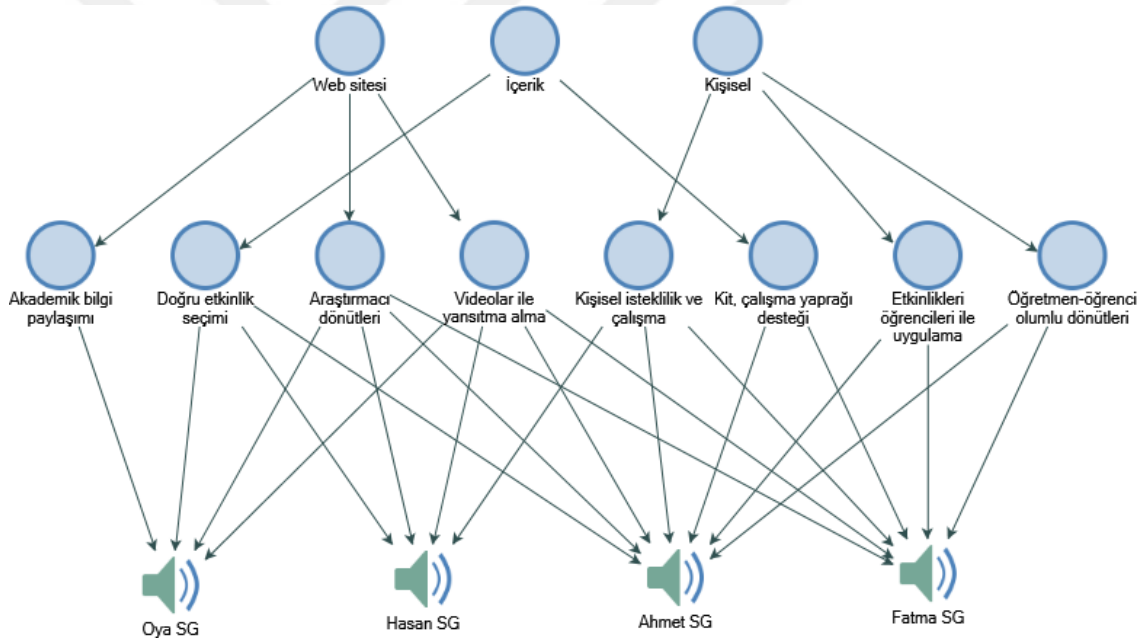 Web sitesi
İçerik
Kişisel
Akademik bilgi
paylaşımı
Doğru etkinlik
seçimi
Araştırmacı
dönütleri
Videolar ile
yansıtma alma
Kişisel isteklilik ve
çalışma
Kit, çalışma yaprağı
desteği
Etkinlikleri
öğrencileri ile
uygulama
Öğretmen-öğrenci
olumlu dönütleri
Oya SG
Hasan SG
Ahmet SG
Fatma SG